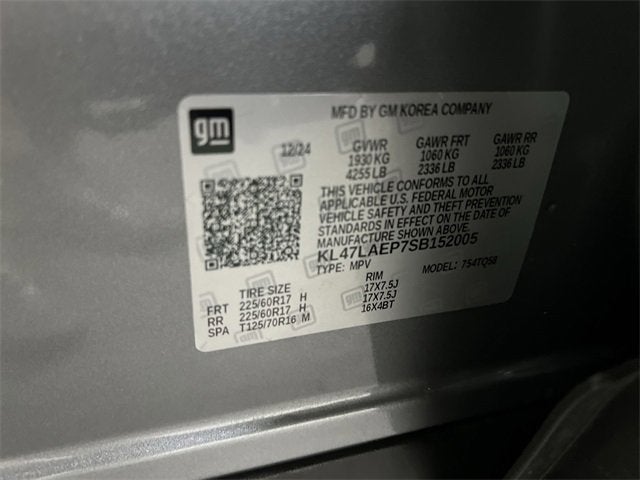 gm
MFD BY GM KOREA COMPANY
12/24 GVWR GAWR FRT GAWR RR
1930 KG 1060 KG 1060 KG
4255 LB 2336 LB 2336 LB
THIS VEHICLE CONFORMS TO ALL
APPLICABLE U.S. FEDERAL MOTOR
VEHICLE SAFETY AND THEFT PREVENTION
STANDARDS IN EFFECT ON THE DATE OF
MANUFACTURE SHOWN ABOVE.
KL47LAEP7SB152005
TYPE: MPV MODEL: 754TQ58
TIRE SIZE RIM
FRT 225/60R17 H 17X7.5J
RR 225/60R17 H 17X7.5J
SPA T125/70R16 M 16X4BT